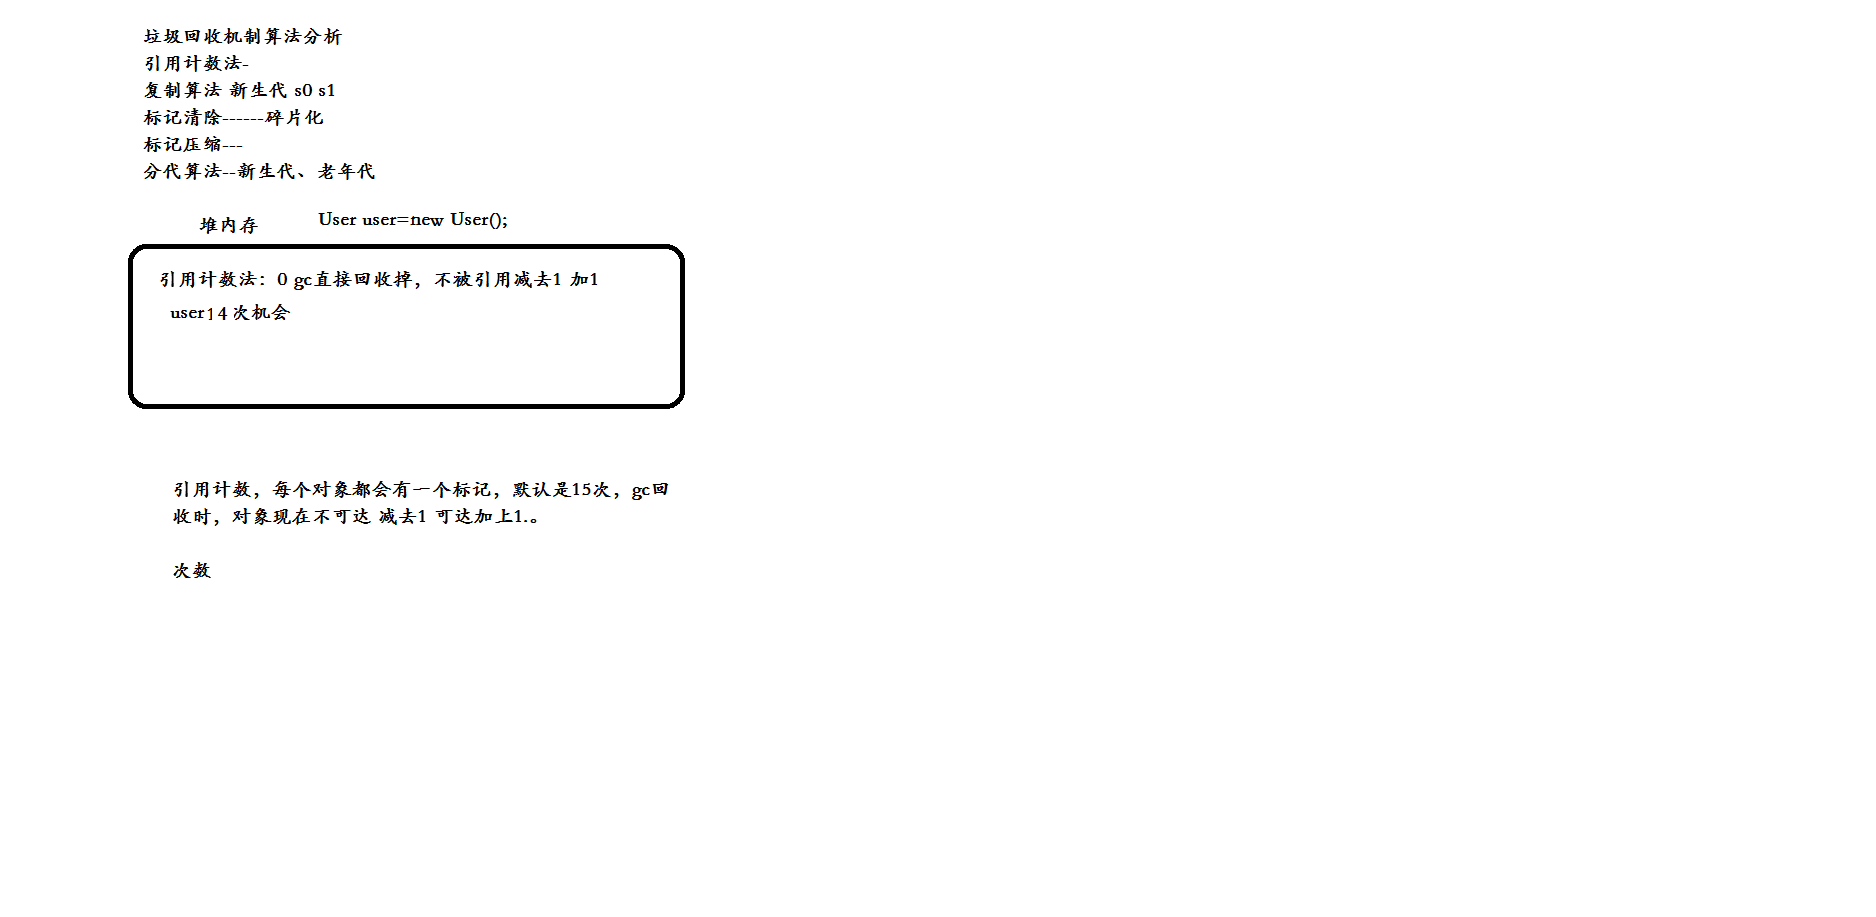 垃圾回收机制算法分析
引用计数法-
复制算法 新生代 s0 s1
标记清除------碎片化
标记压缩---
分代算法--新生代、老年代
堆内存 User user=new User();
引用计数法：0 gc直接回收掉，不被引用减去1 加1
user14 次机会
引用计数，每个对象都会有一个标记，默认是15次，gc回
收时，对象现在不可达 减去1 可达加上1.。
次数